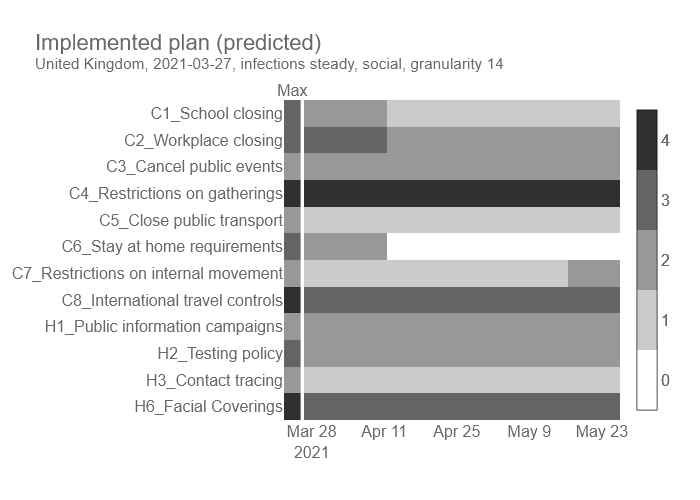 Implemented plan (predicted)
United Kingdom, 2021-03-27, infections steady, social, granularity 14
Max
C1_School closing
C2_Workplace closing
C3_Cancel public events
C4_Restrictions on gatherings
C5_Close public transport
C6_Stay at home requirements
C7_Restrictions on internal movement
C8_International travel controls
H1_Public information campaigns
H2_Testing policy
H3_Contact tracing
H6_Facial Coverings
4
3
2
1
0
Mar 28 Apr 11 Apr 25 May 9 May 23
2021